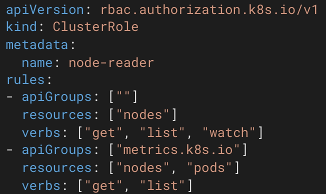 apiVersion: rbac.authorization.k8s.io/v1
kind: ClusterRole
metadata:
  name: node-reader
rules:
- apiGroups: [""]
  resources: ["nodes"]
  verbs: ["get", "list", "watch"]
- apiGroups: ["metrics.k8s.io"]
  resources: ["nodes", "pods"]
  verbs: ["get", "list"]